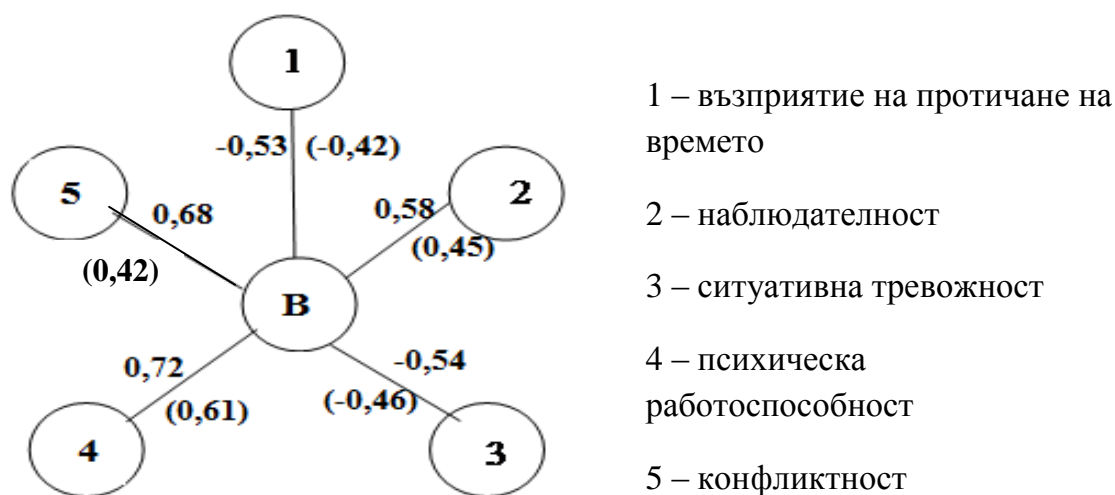 1
-0,53 (-0,42)
5
2
0,68
0,58
(0,42)
(0,45)
В
0,72
-0,54
(0,61)
(-0,46)
4
3
1 – възприятие на протичане на
времето
2 – наблюдателност
3 – ситуативна тревожност
4 – психическа
работоспособност
5 – конфликтност